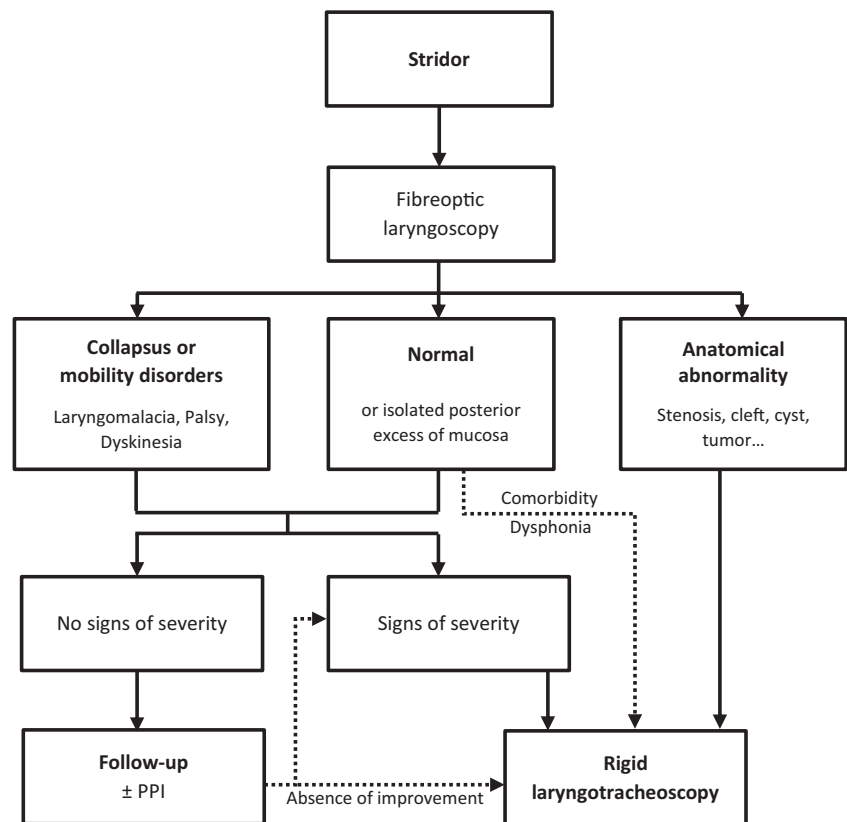 Stridor
Fibreoptic
laryngoscopy
Collapsus or
mobility disorders
Laryngomalacia, Palsy,
Dyskinesia
Normal
or isolated posterior
excess of mucosa
Anatomical
abnormality
Stenosis, cleft, cyst,
tumor...
Comorbidity
Dysphonia
No signs of severity
Signs of severity
Follow-up
± PPI
Absence of improvement
Rigid
laryngotracheoscopy